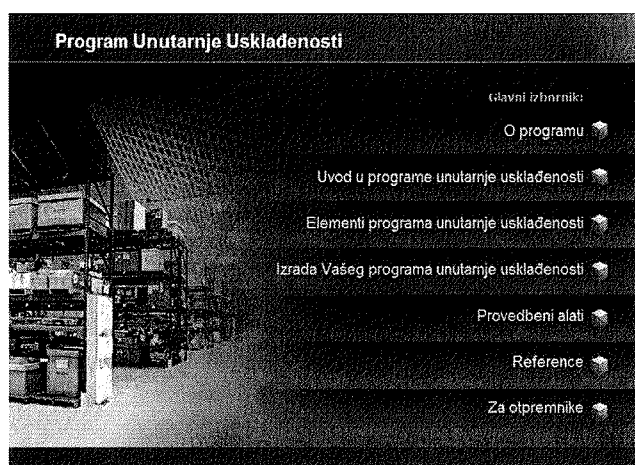 Program Unutarnje Usklađenosti
Glavni izbornik:
O programu
Uvod u programe unutarnje usklađenosti
Elementi programa unutarnje usklađenosti
Izrada Vašeg programa unutarnje usklađenosti
Provedbeni alati
Reference
Za otpremnike